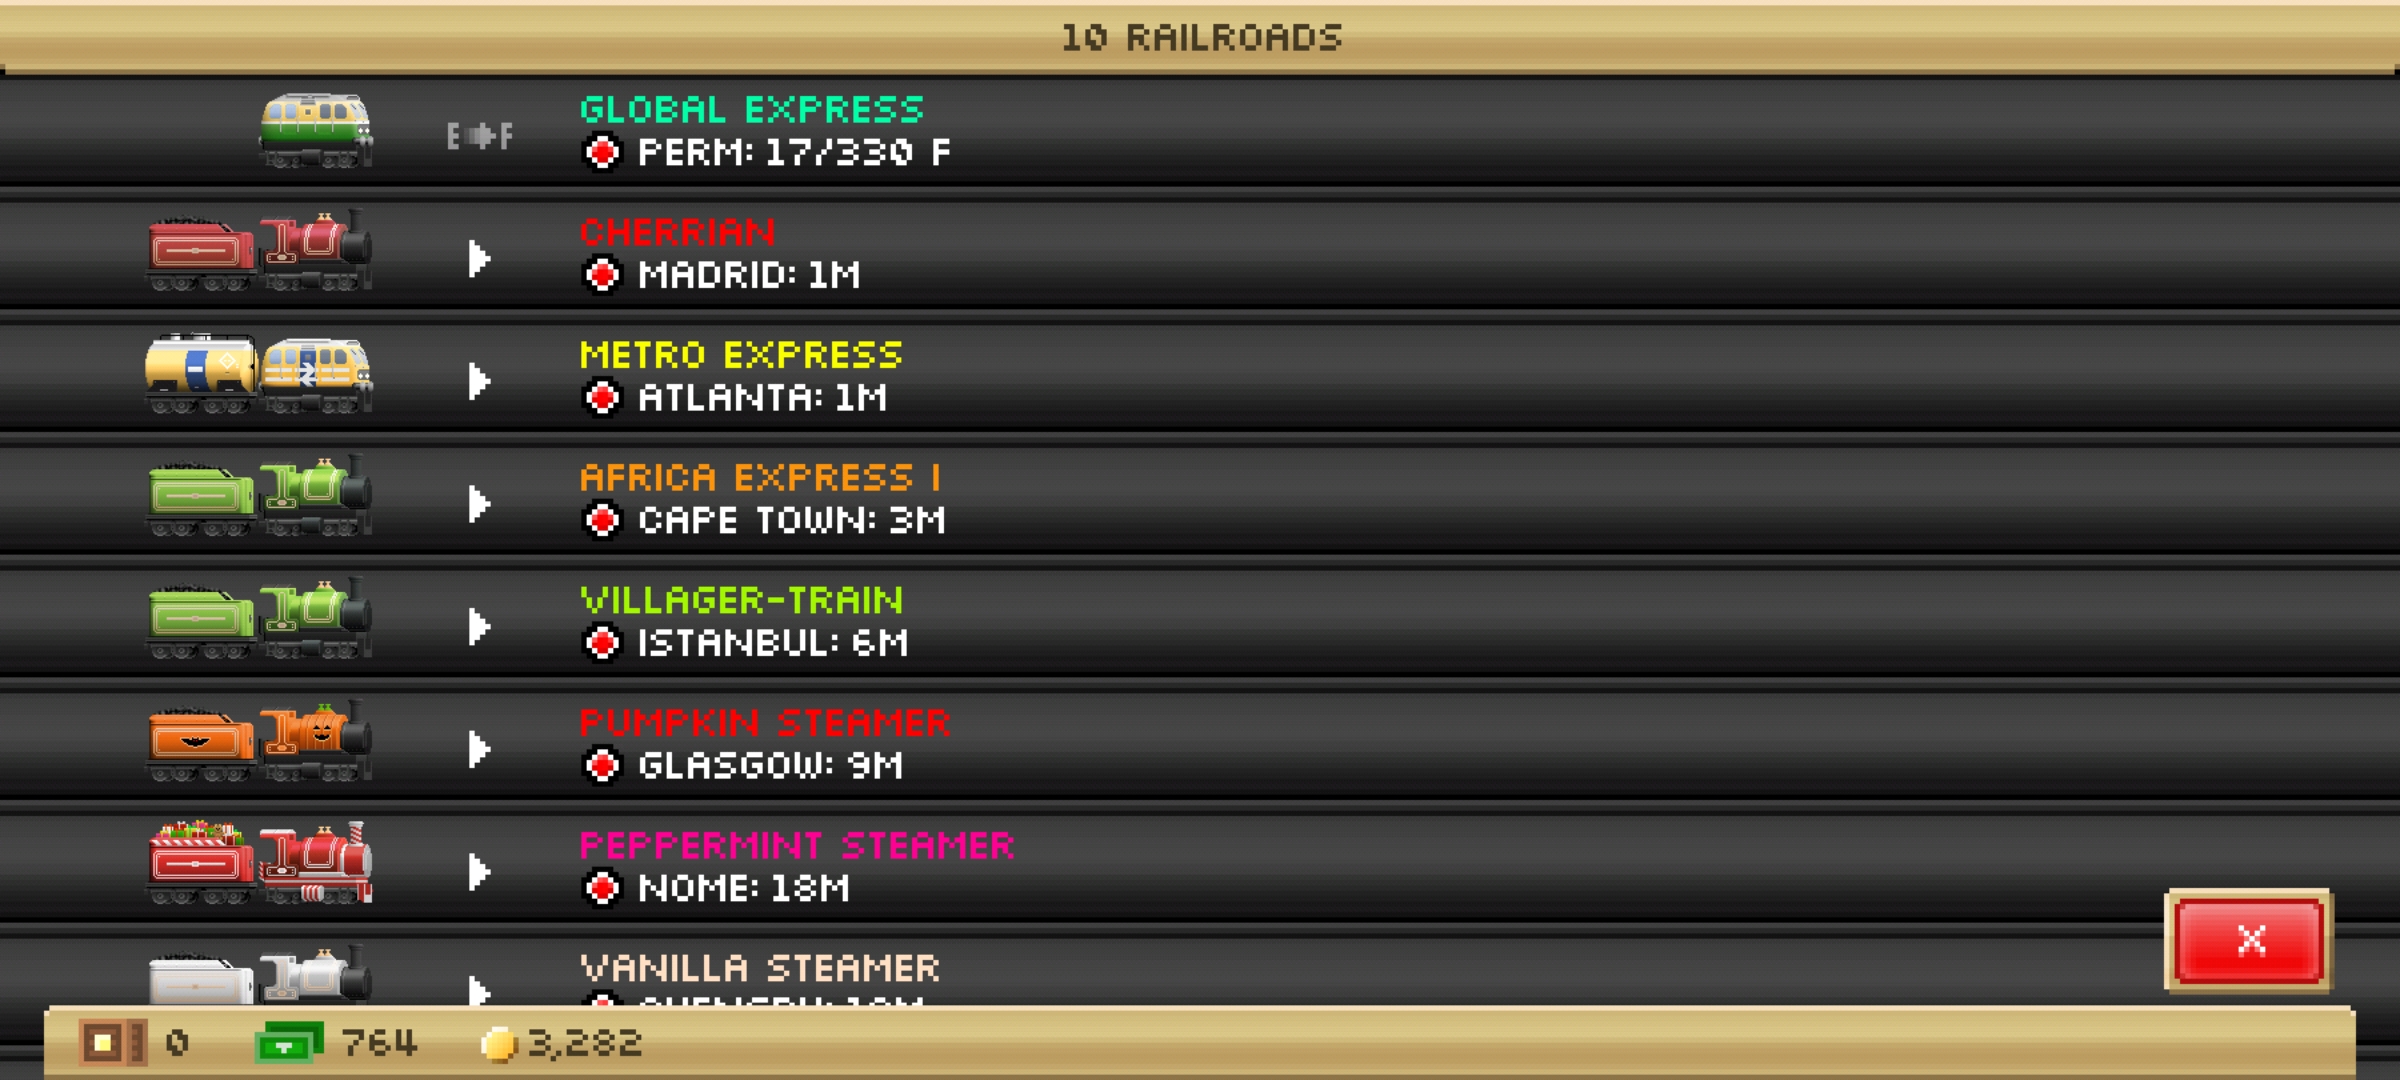 10 RAILROADS
GLOBAL EXPRESS
E F
PERM: 17/330 F
CHERRIAN
MADRID: 1M
METRO EXPRESS
ATLANTA: 1M
AFRICA EXPRESS I
CAPE TOWN: 3M
VILLAGER-TRAIN
ISTANBUL: 6M
PUMPKIN STEAMER
GLASGOW: 9M
PEPPERMINT STEAMER
NOME: 18M
VANILLA STEAMER
X
0 764 3,282